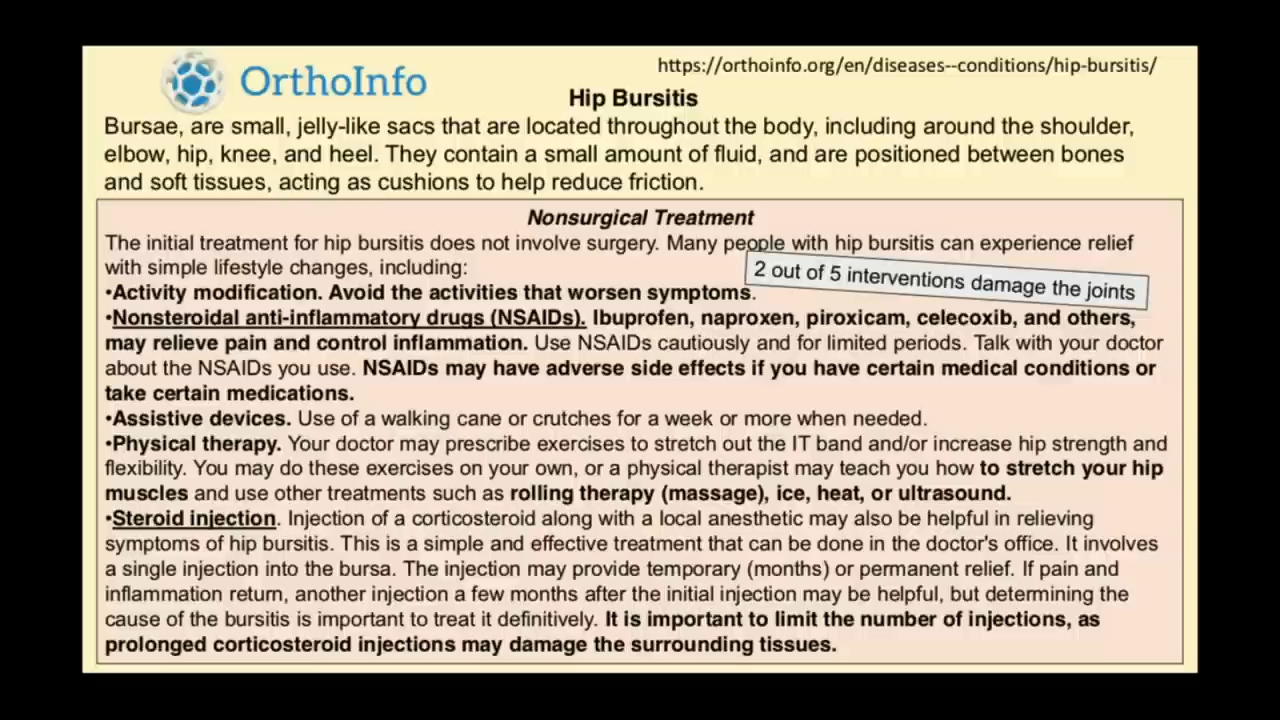 OrthoInfo
https://orthoinfo.org/en/diseases--conditions/hip-bursitis/
Hip Bursitis
Bursae, are small, jelly-like sacs that are located throughout the body, including around the shoulder,
elbow, hip, knee, and heel. They contain a small amount of fluid, and are positioned between bones
and soft tissues, acting as cushions to help reduce friction.
Nonsurgical Treatment
The initial treatment for hip bursitis does not involve surgery. Many people with hip bursitis can experience relief
with simple lifestyle changes, including:
2 out of 5 interventions damage the joints
•Activity modification. Avoid the activities that worsen symptoms.
•Nonsteroidal anti-inflammatory drugs (NSAIDs). Ibuprofen, naproxen, piroxicam, celecoxib, and others,
may relieve pain and control inflammation. Use NSAIDs cautiously and for limited periods. Talk with your doctor
about the NSAIDs you use. NSAIDs may have adverse side effects if you have certain medical conditions or
take certain medications.
•Assistive devices. Use of a walking cane or crutches for a week or more when needed.
•Physical therapy. Your doctor may prescribe exercises to stretch out the IT band and/or increase hip strength and
flexibility. You may do these exercises on your own, or a physical therapist may teach you how to stretch your hip
muscles and use other treatments such as rolling therapy (massage), ice, heat, or ultrasound.
•Steroid injection. Injection of a corticosteroid along with a local anesthetic may also be helpful in relieving
symptoms of hip bursitis. This is a simple and effective treatment that can be done in the doctor's office. It involves
a single injection into the bursa. The injection may provide temporary (months) or permanent relief. If pain and
inflammation return, another injection a few months after the initial injection may be helpful, but determining the
cause of the bursitis is important to treat it definitively. It is important to limit the number of injections, as
prolonged corticosteroid injections may damage the surrounding tissues.